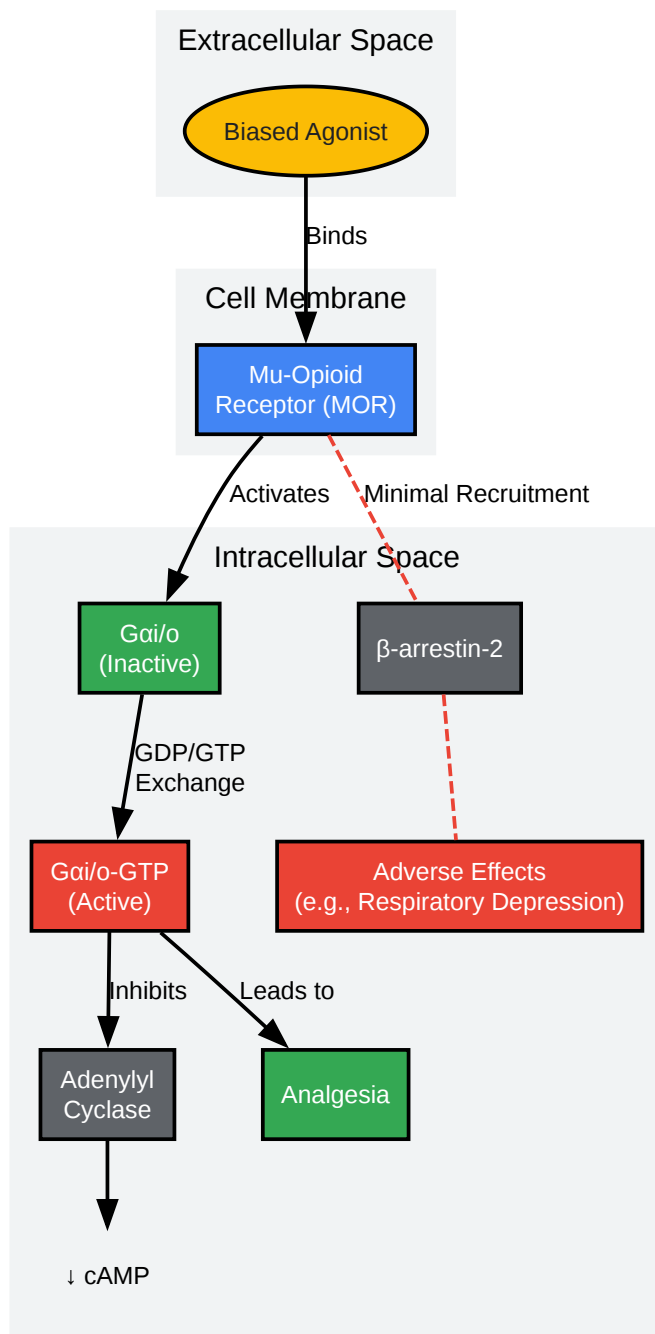 Extracellular Space
Biased Agonist
Binds
Cell Membrane
Mu-Opioid
Receptor (MOR)
Activates
Minimal Recruitment
Intracellular Space
Gαi/o
(Inactive)
β-arrestin-2
GDP/GTP
Exchange
Gαi/o-GTP
(Active)
Adverse Effects
(e.g., Respiratory Depression)
Inhibits
Leads to
Adenylyl
Cyclase
Analgesia
↓ cAMP